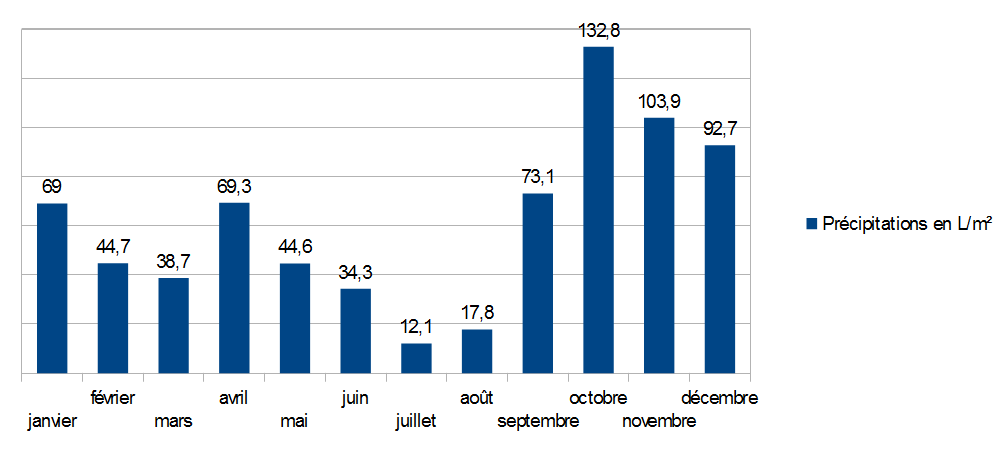 132,8
103,9
92,7
73,1
69
69,3
44,7
38,7
44,6
34,3
12,1
17,8
Précipitations en L/m²
janvier
février
mars
avril
mai
juin
juillet
août
septembre
octobre
novembre
décembre